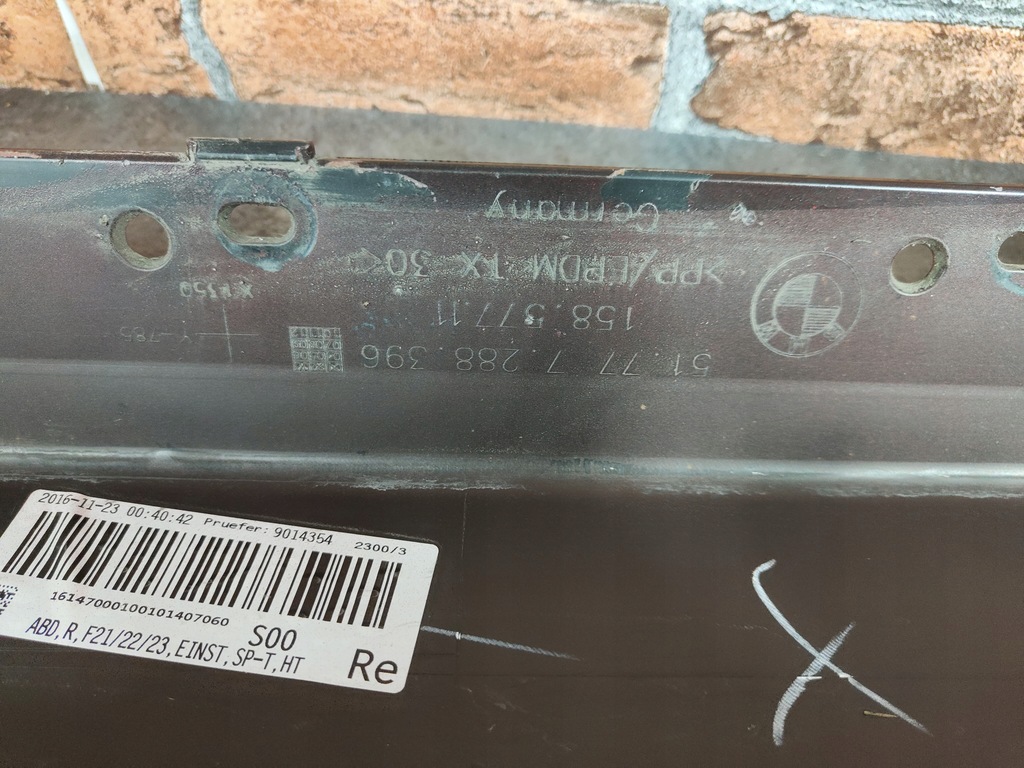 Germany
>PP/EPDM TX 30<
158.577.11
51.77 7 288 396
2016-11-23 00:40:42 Pruefer: 9014354 2300/3
16147000100101407060
S00
ABD,R,F21/22/23,EINST,SP-T,HT
Re
X